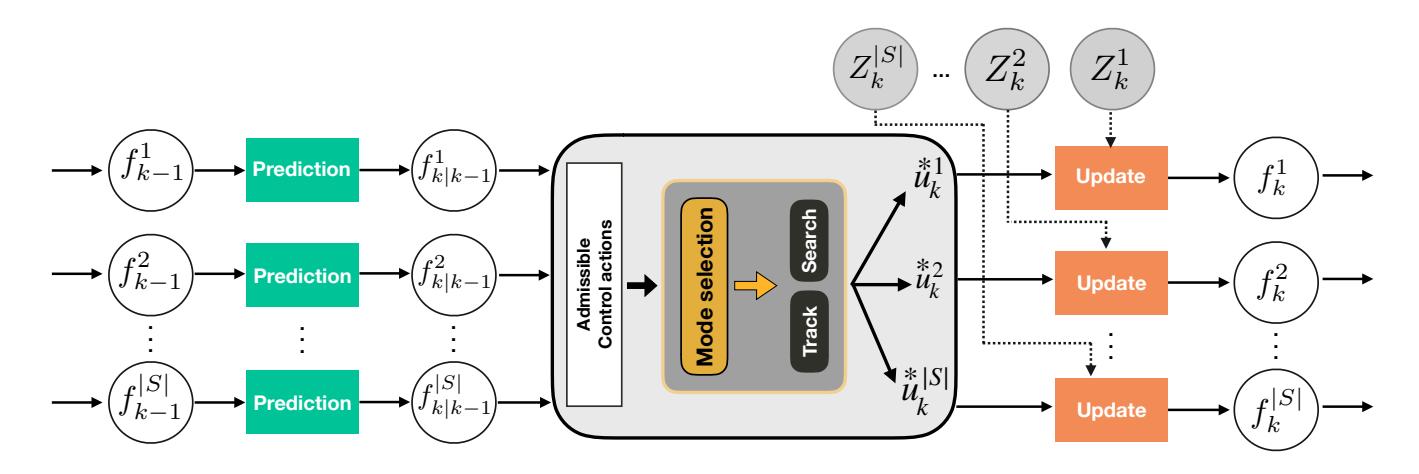 Z_k^{|S|} ... Z_k^2 Z_k^1
f_{k-1}^1 Prediction f_{k|k-1}^1
f_{k-1}^2 Prediction f_{k|k-1}^2
⋮ ⋮ ⋮
f_{k-1}^{|S|} Prediction f_{k|k-1}^{|S|}
Admissible
Control actions
Mode selection
Search
Track
\overset{*}{u}_k^1
\overset{*}{u}_k^2
\overset{*}{u}_k^{|S|}
Update f_k^1
Update f_k^2
⋮ ⋮
Update f_k^{|S|}